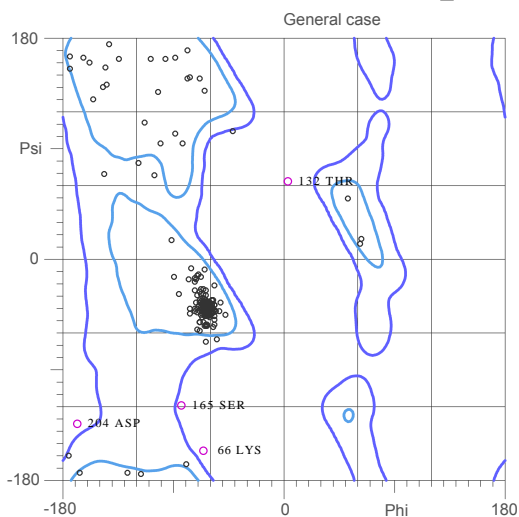 General case
180
Psi
132 THR
0
165 SER
204 ASP
66 LYS
-180
-180
0
Phi
180